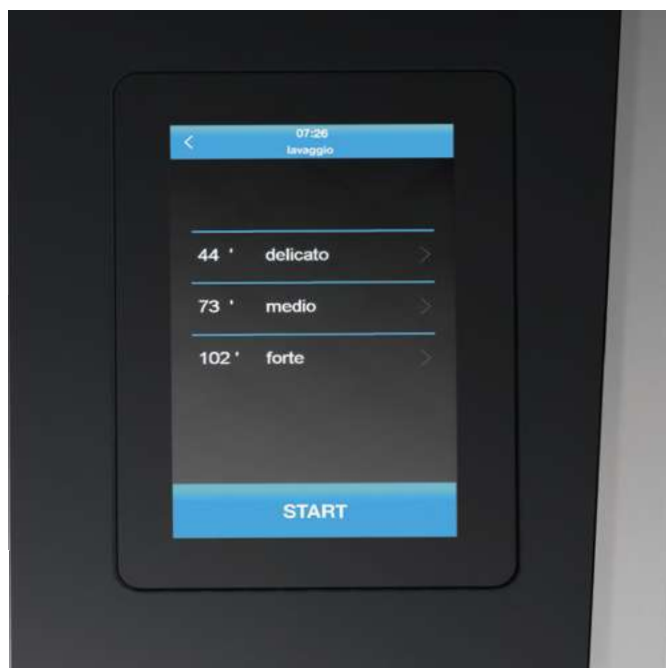 07:26
lavaggio
44 ' delicato
73 ' medio
102 ' forte
START